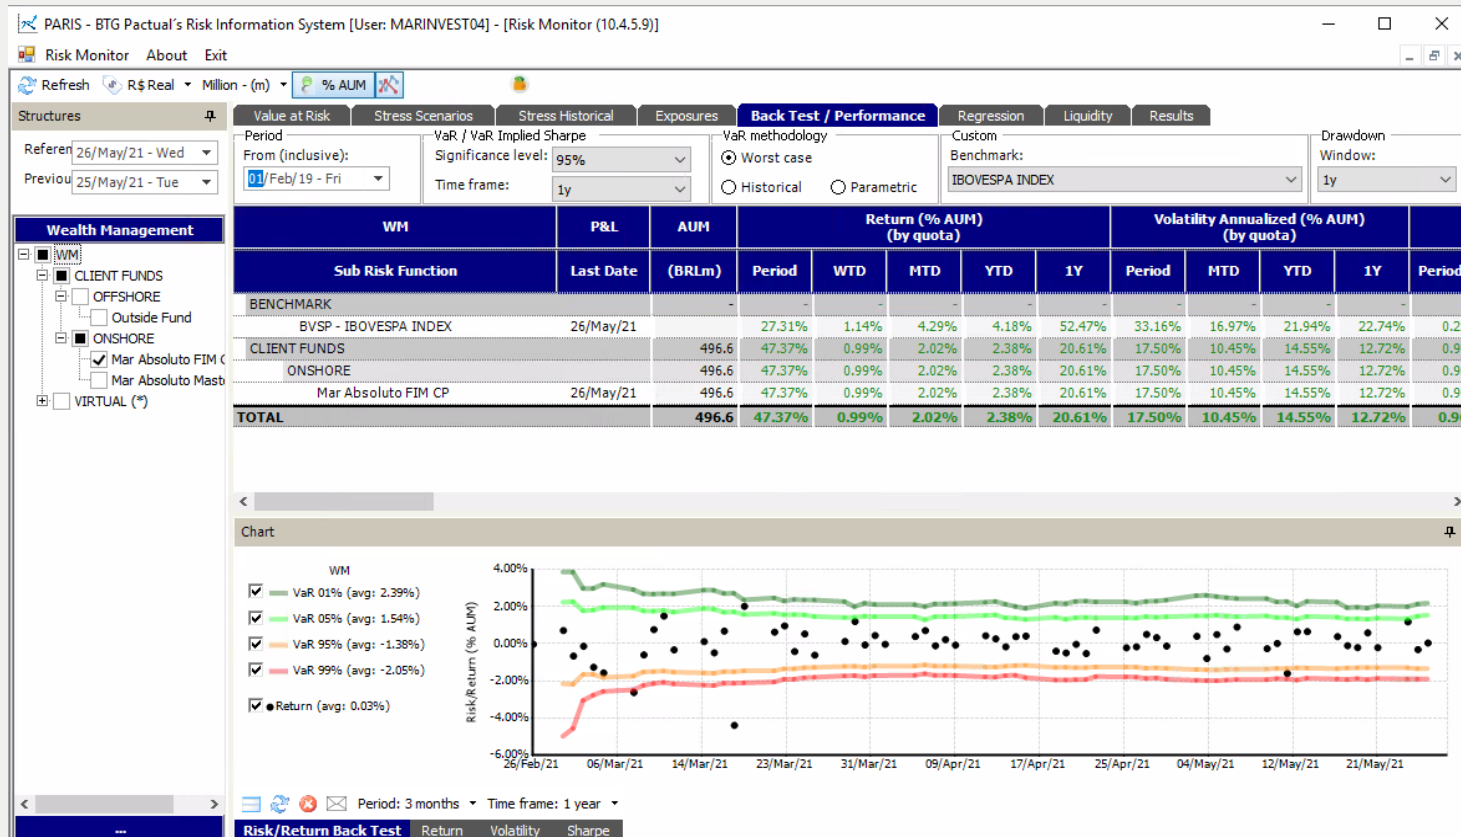 PARIS - BTG Pactual´s Risk Information System [User: MARINVEST04] - [Risk Monitor (10.4.5.9)]
Risk Monitor About Exit
Refresh R$ Real Million - (m) % AUM
Structures
Referen 26/May/21 - Wed
Previou 25/May/21 - Tue
Wealth Management
WM
CLIENT FUNDS
OFFSHORE
Outside Fund
ONSHORE
Mar Absoluto FIM C
Mar Absoluto Mast
VIRTUAL (*)
...
Value at Risk Stress Scenarios Stress Historical Exposures Back Test / Performance Regression Liquidity Results
Period
From (inclusive):
01/Feb/19 - Fri
VaR / VaR Implied Sharpe
Significance level: 95%
Time frame: 1y
VaR methodology
Worst case
Historical Parametric
Custom
Benchmark:
IBOVESPA INDEX
Drawdown
Window:
1y
WM P&L AUM Return (% AUM) (by quota) Volatility Annualized (% AUM) (by quota)
Sub Risk Function Last Date (BRLm) Period WTD MTD YTD 1Y Period MTD YTD 1Y Period
BENCHMARK - - - - - - - - - -
BVSP - IBOVESPA INDEX 26/May/21 27.31% 1.14% 4.29% 4.18% 52.47% 33.16% 16.97% 21.94% 22.74% 0.2
CLIENT FUNDS 496.6 47.37% 0.99% 2.02% 2.38% 20.61% 17.50% 10.45% 14.55% 12.72% 0.9
ONSHORE 496.6 47.37% 0.99% 2.02% 2.38% 20.61% 17.50% 10.45% 14.55% 12.72% 0.9
Mar Absoluto FIM CP 26/May/21 496.6 47.37% 0.99% 2.02% 2.38% 20.61% 17.50% 10.45% 14.55% 12.72% 0.9
TOTAL 496.6 47.37% 0.99% 2.02% 2.38% 20.61% 17.50% 10.45% 14.55% 12.72% 0.9
Chart
WM
VaR 01% (avg: 2.39%)
VaR 05% (avg: 1.54%)
VaR 95% (avg: -1.38%)
VaR 99% (avg: -2.05%)
Return (avg: 0.03%)
Risk/Return (% AUM)
4.00%
2.00%
0.00%
-2.00%
-4.00%
-6.00%
26/Feb/21 06/Mar/21 14/Mar/21 23/Mar/21 31/Mar/21 09/Apr/21 17/Apr/21 25/Apr/21 04/May/21 12/May/21 21/May/21
Period: 3 months Time frame: 1 year
Risk/Return Back Test Return Volatility Sharpe